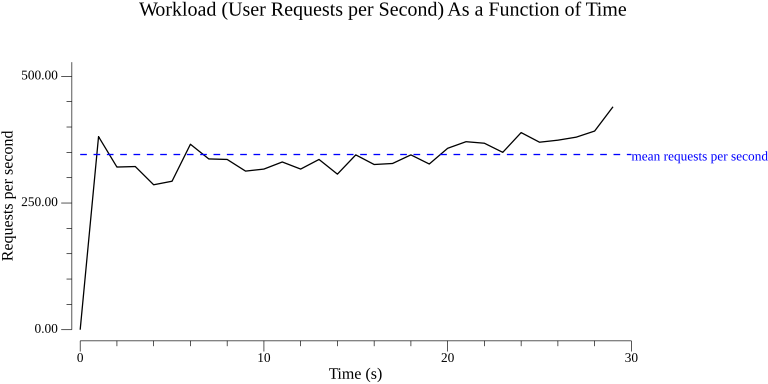 Workload (User Requests per Second) As a Function of Time
500.00
250.00
0.00
Requests per second
mean requests per second
0
10
20
30
Time (s)